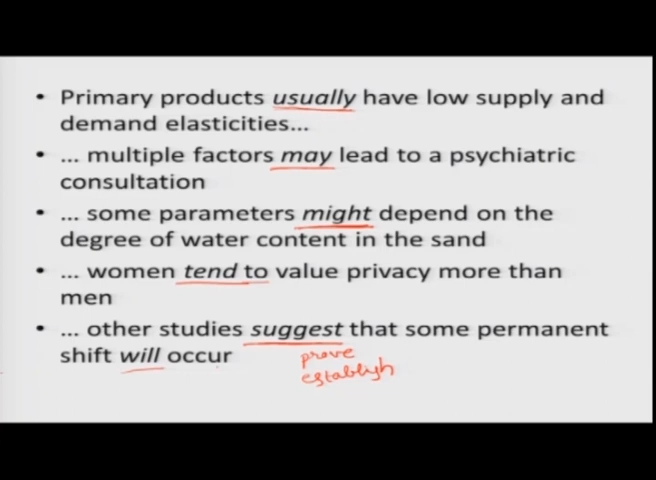 • Primary products usually have low supply and
demand elasticities...
• ... multiple factors may lead to a psychiatric
consultation
• ... some parameters might depend on the
degree of water content in the sand
• ... women tend to value privacy more than
men
• ... other studies suggest that some permanent
shift will occur
prove
establish